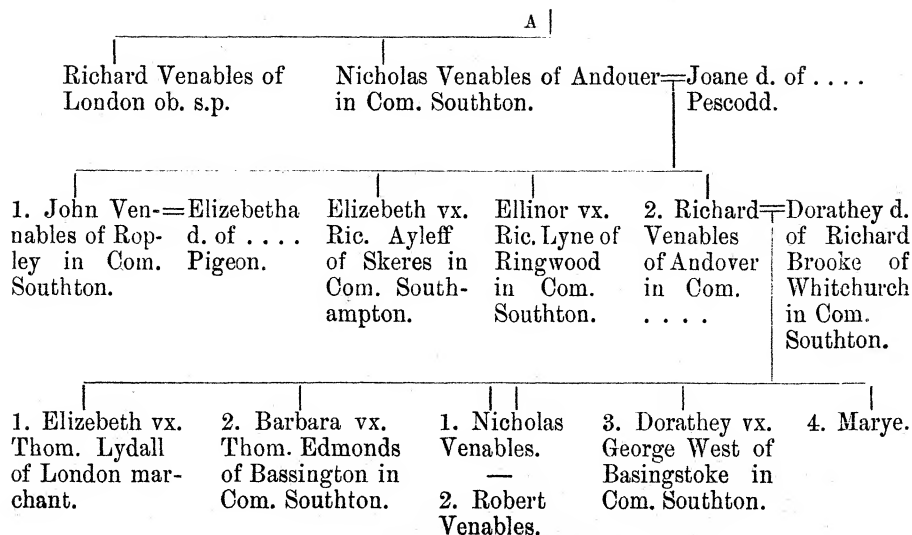 A
Richard Venables of
London ob. s.p.
Nicholas Venables of Andouer=Joane d. of . . . .
in Com. Southton.
Pescodd.
1. John Ven-
nables of Rop-
ley in Com.
Southton.
=Elizebetha
d. of . . . .
Pigeon.
Elizebeth vx.
Ric. Ayleff
of Skeres in
Com. South-
ampton.
Ellinor vx.
Ric. Lyne of
Ringwood
in Com.
Southton.
2. Richard=
Venables
of Andover
in Com.
. . . .
Dorathey d.
of Richard
Brooke of
Whitchurch
in Com.
Southton.
1. Elizebeth vx.
Thom. Lydall
of London mar-
chant.
2. Barbara vx.
Thom. Edmonds
of Bassington in
Com. Southton.
1. Nicholas
Venables.
—
2. Robert
Venables.
3. Dorathey vx.
George West of
Basingstoke in
Com. Southton.
4. Marye.